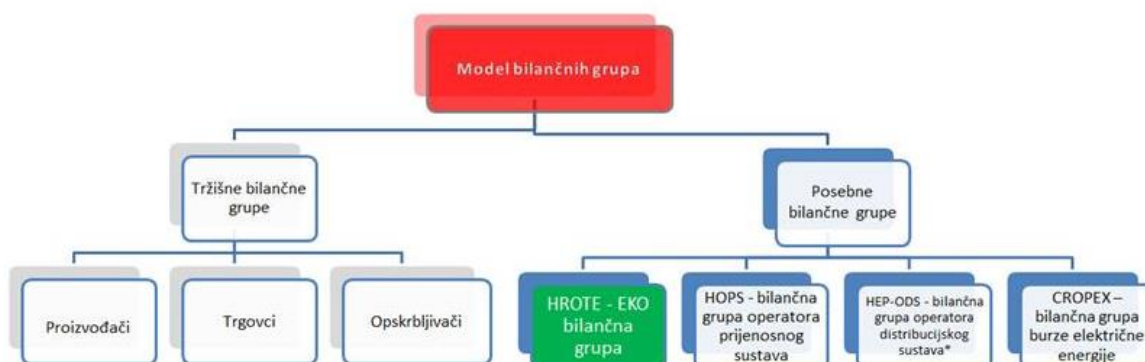 Model bilančnih grupa
Tržišne bilančne
grupe
Posebne
bilančne grupe
Proizvođači
Trgovci
Opskrbljivači
HROTE - EKO
bilančna
grupa
HOPS - bilančna
grupa operatora
prijenosnog
sustava
HEP-ODS - bilančna
grupa operatora
distribucijskog
sustava*
CROPEX –
bilančna grupa
burze električne
energije